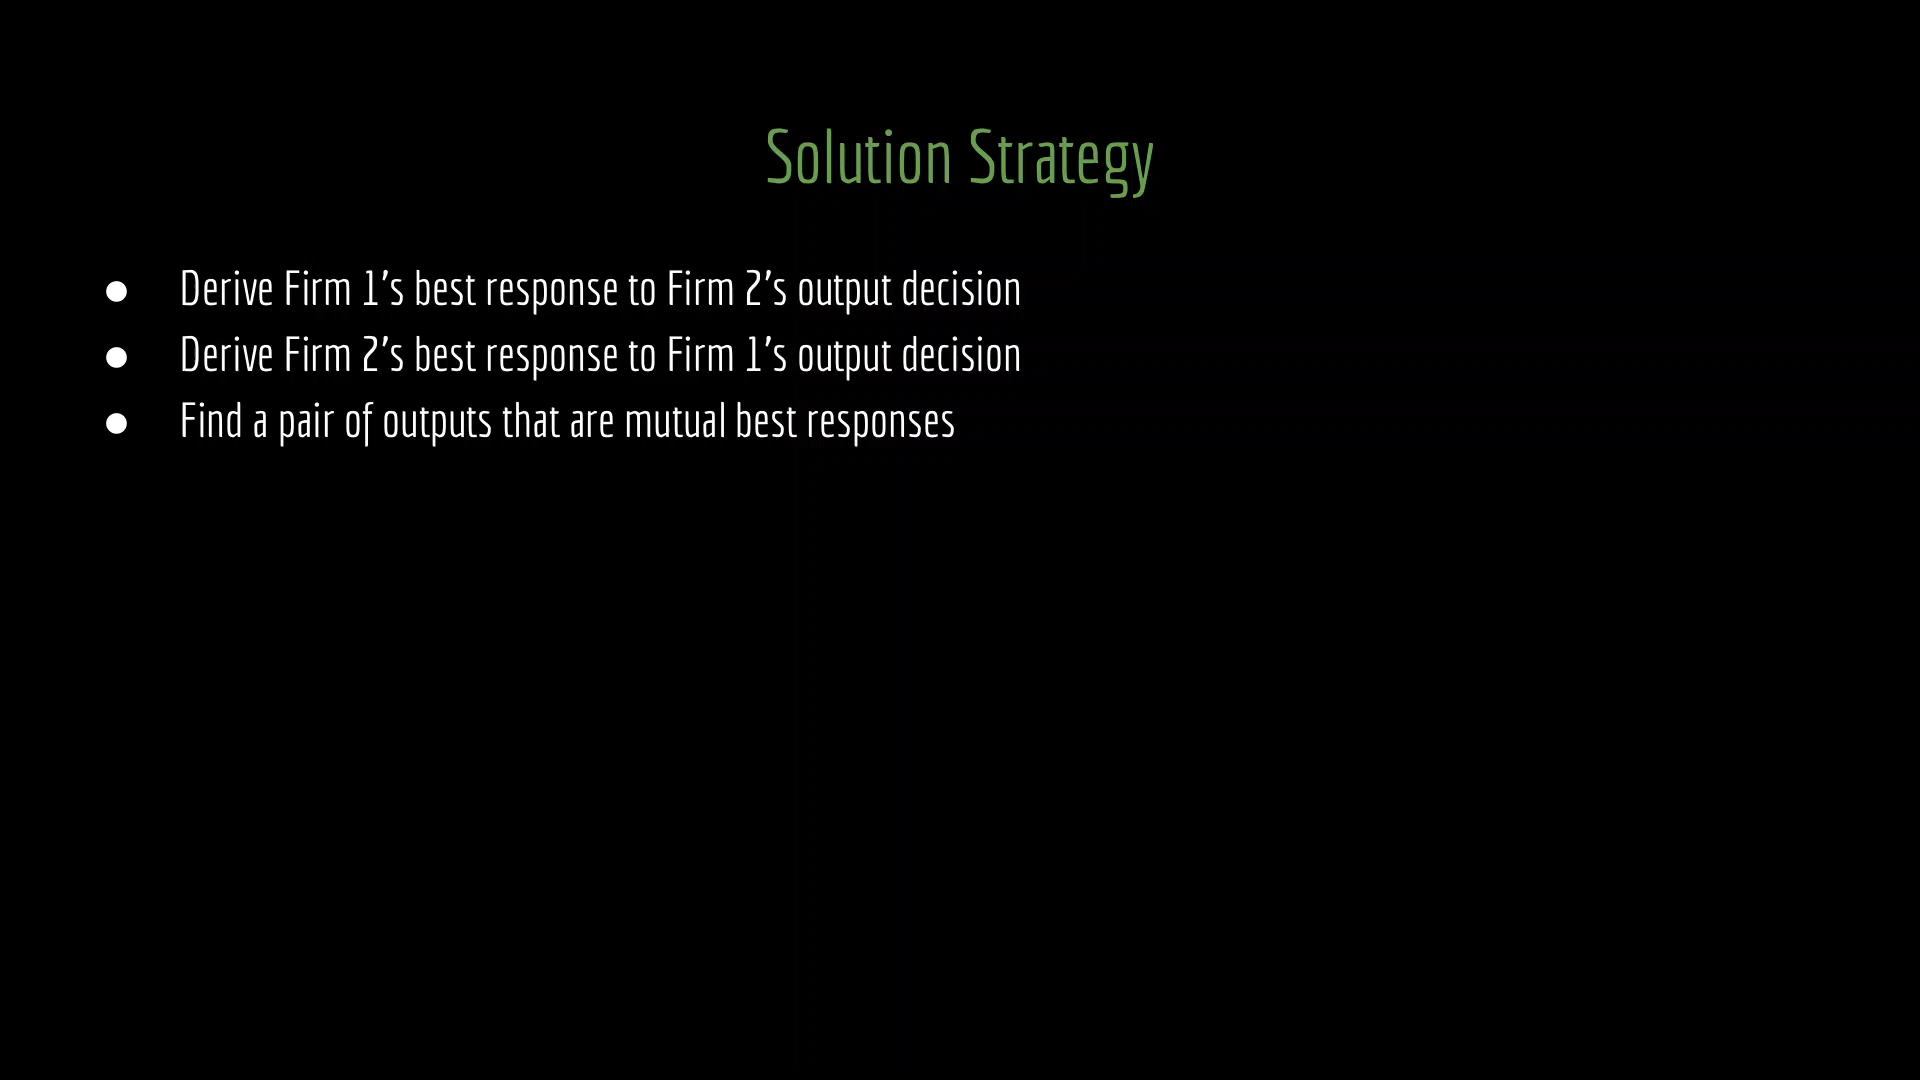 Solution Strategy
● Derive Firm 1's best response to Firm 2's output decision
● Derive Firm 2's best response to Firm 1's output decision
● Find a pair of outputs that are mutual best responses